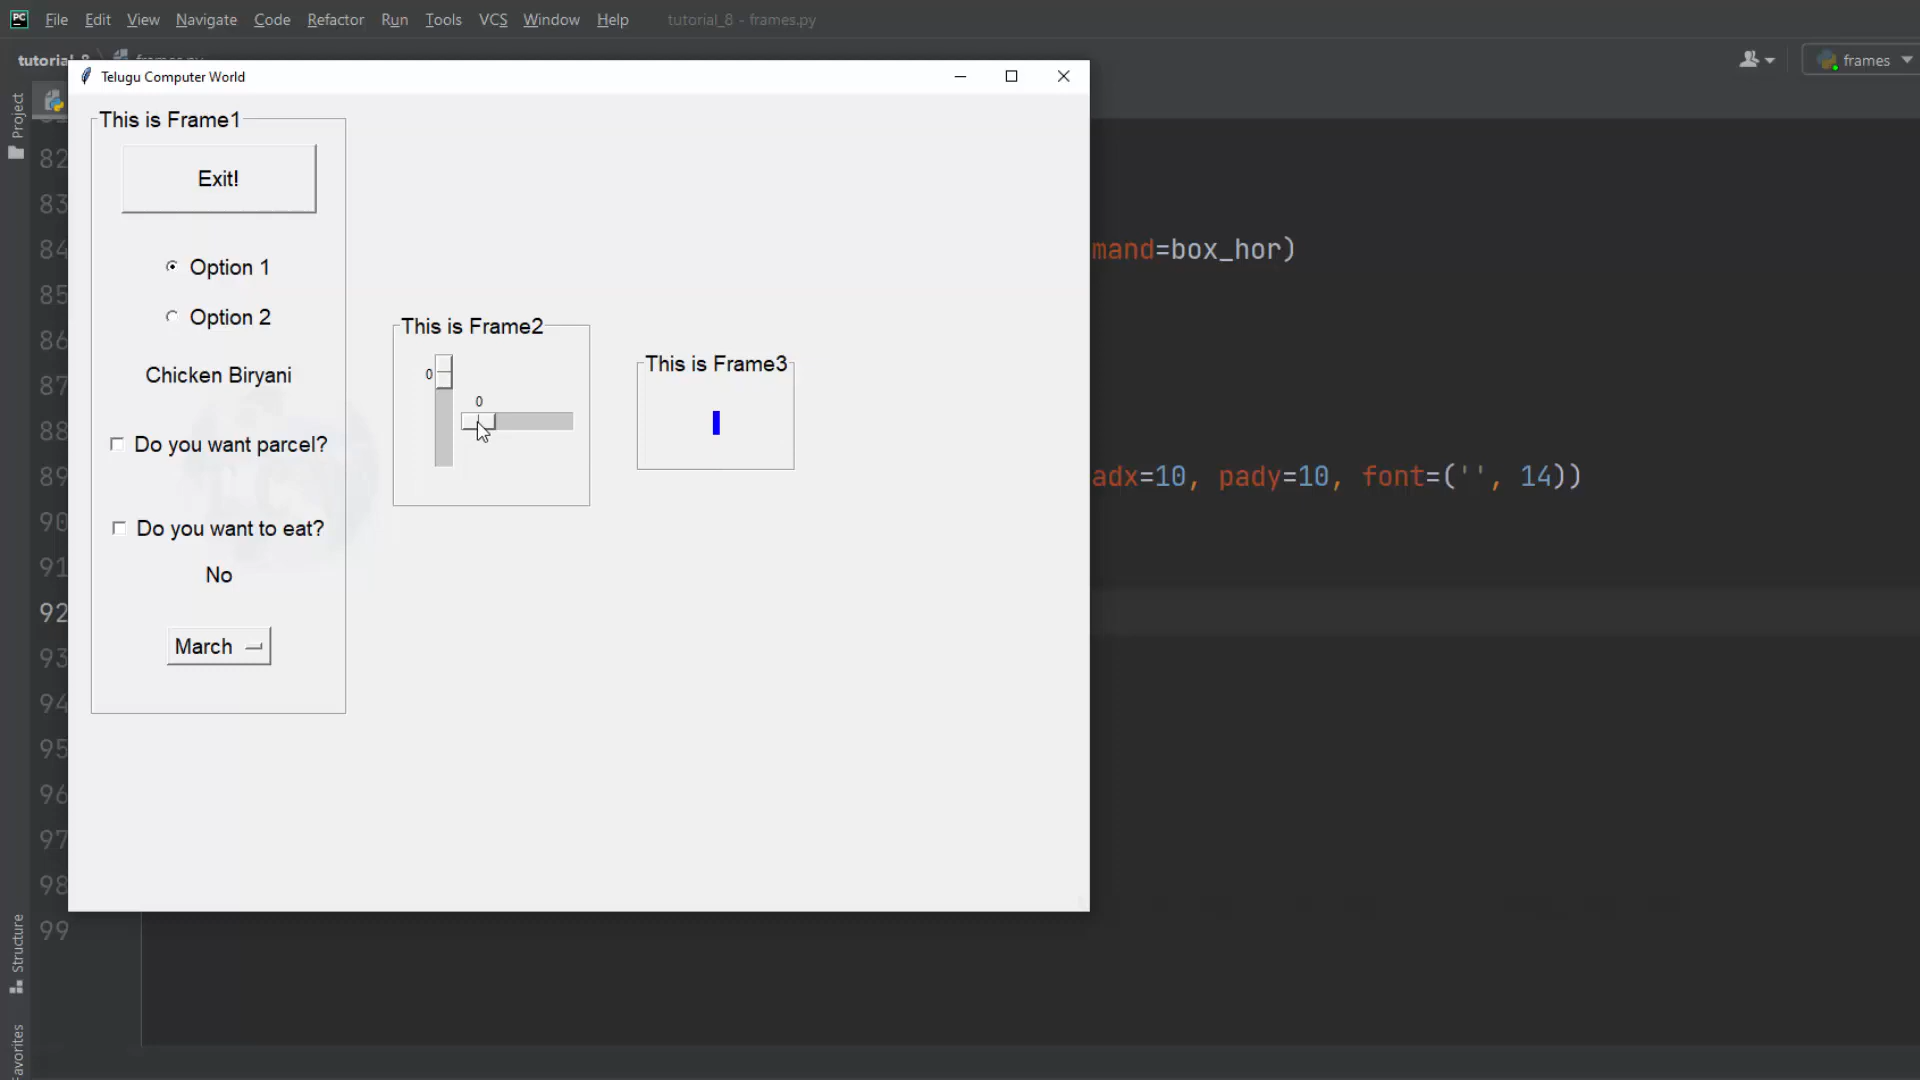 File Edit View Navigate Code Refactor Run Tools VCS Window Help tutorial_8 - frames.py
frames
Telugu Computer World
Project
This is Frame1
Exit!
Option 1
Option 2
Chicken Biryani
Do you want parcel?
Do you want to eat?
No
March
This is Frame2
0
0
This is Frame3
82
83
84 mand=box_hor)
85
86
87
88
89 adx=10, pady=10, font=('', 14))
90
91
92
93
94
95
96
97
98
99
Structure
Favorites